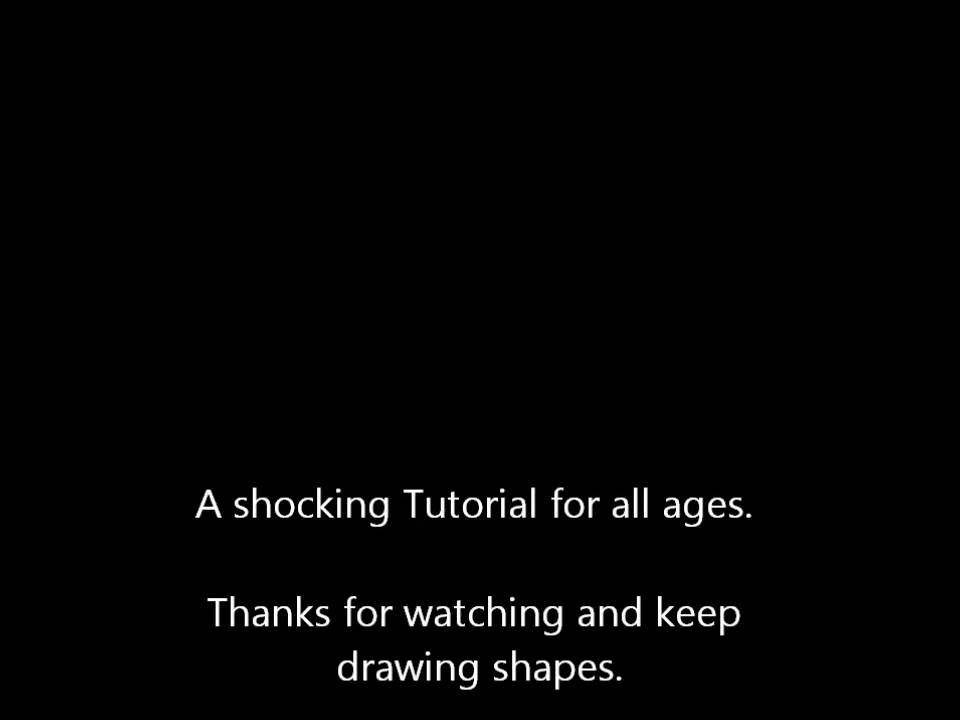 A shocking Tutorial for all ages.
Thanks for watching and keep
drawing shapes.